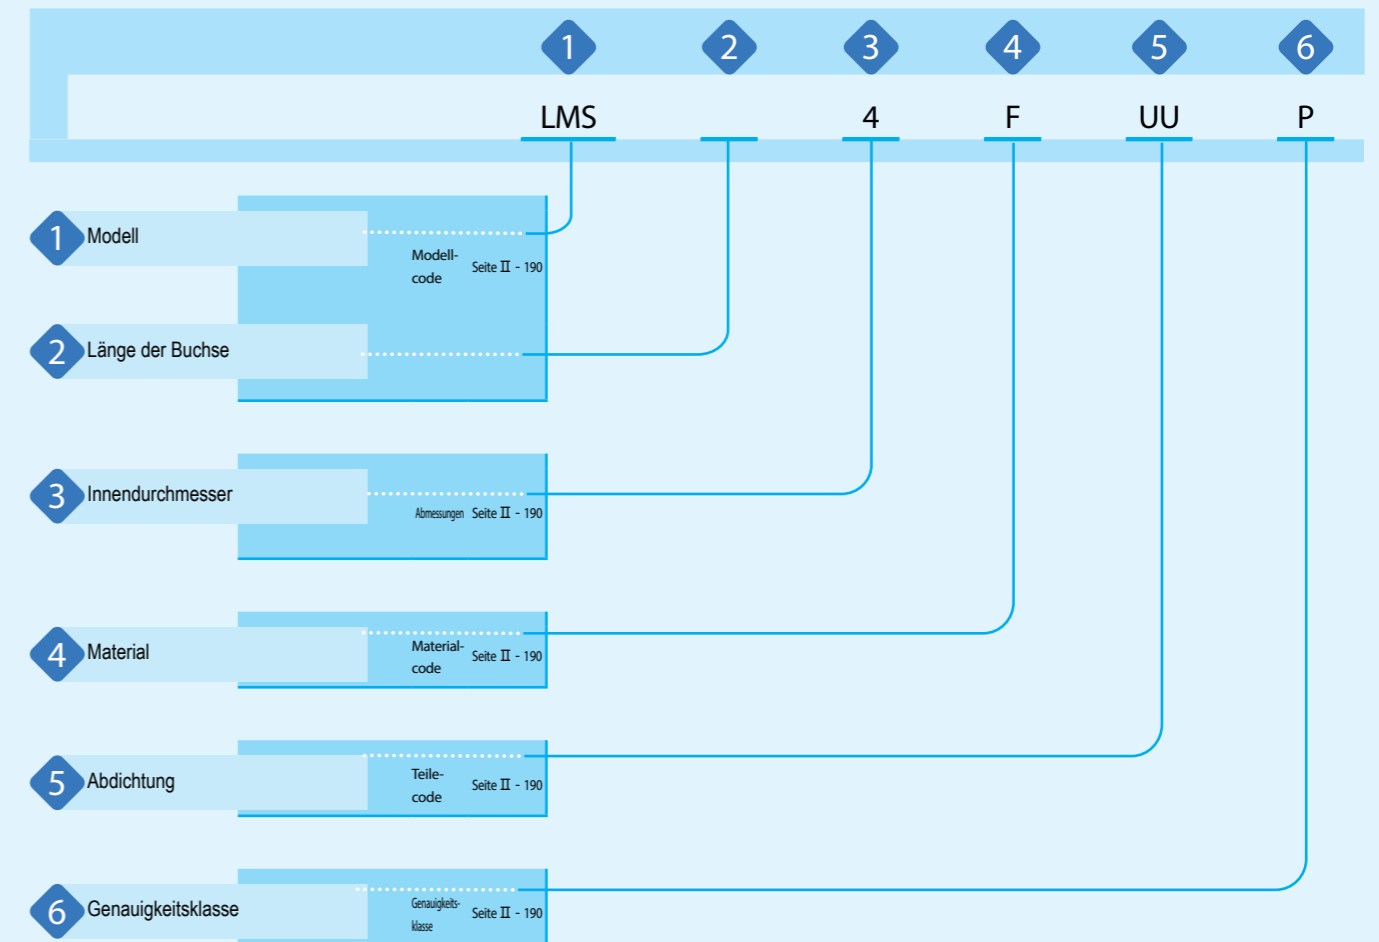 1 2 3 4 5 6
LMS 4 F UU P
1 Modell
Modell-
code
Seite Ⅱ - 190
2 Länge der Buchse
3 Innendurchmesser
Abmessungen Seite Ⅱ - 190
4 Material
Material-
code
Seite Ⅱ - 190
5 Abdichtung
Teile-
code
Seite Ⅱ - 190
6 Genauigkeitsklasse
Genauigkeits-
klasse
Seite Ⅱ - 190